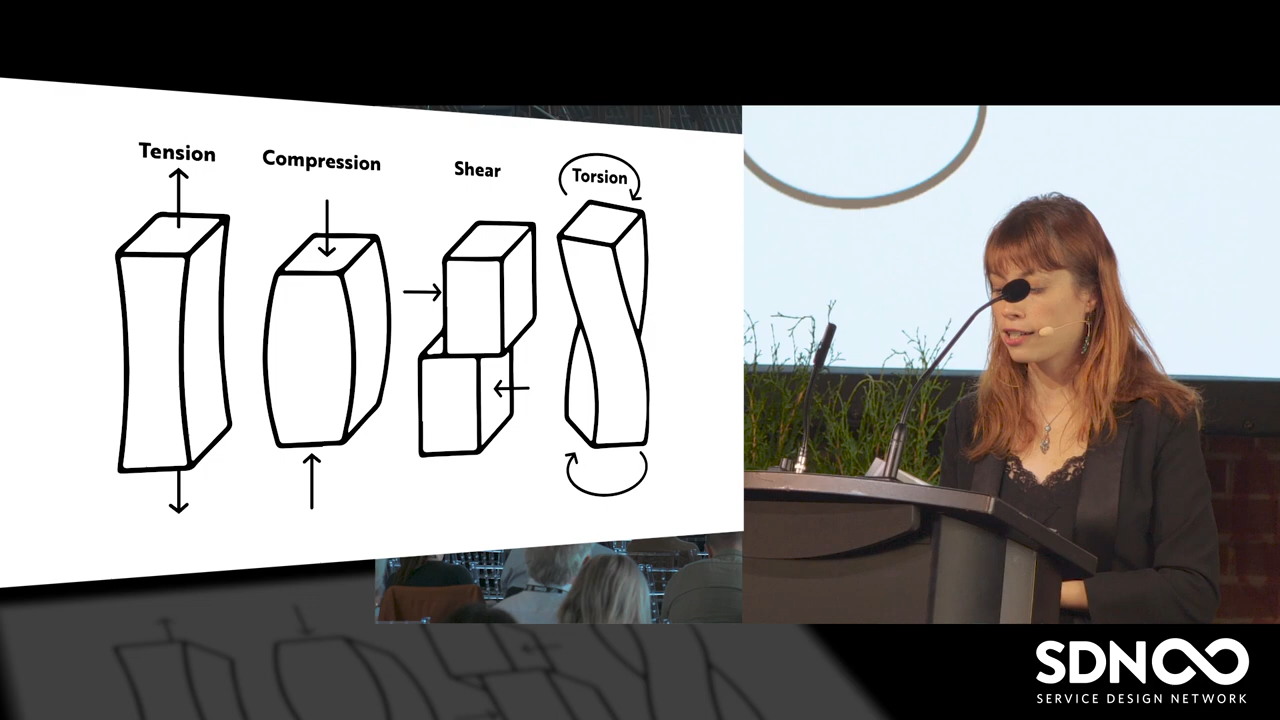 Tension
Compression
Shear
Torsion
SDN
SERVICE DESIGN NETWORK